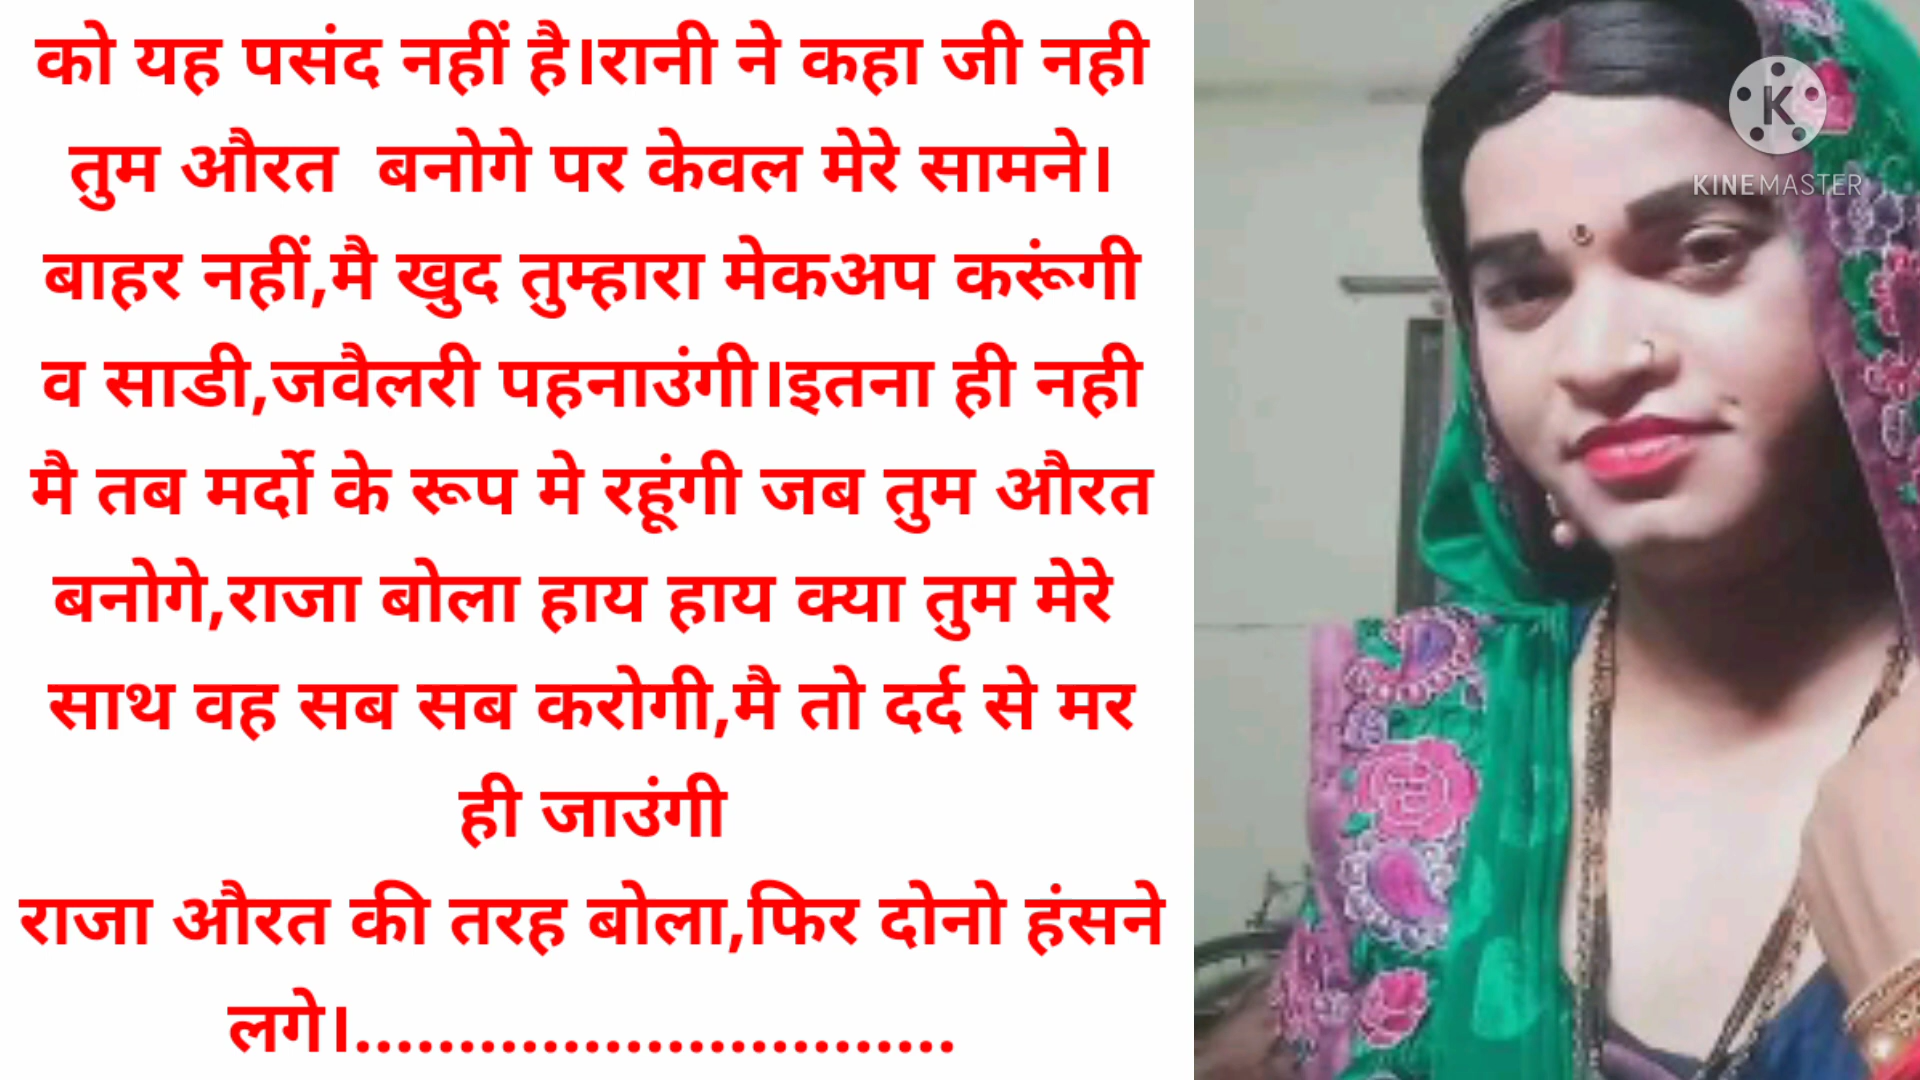 को यह पसंद नहीं है।रानी ने कहा जी नही
तुम औरत बनोगे पर केवल मेरे सामने।
बाहर नहीं,मै खुद तुम्हारा मेकअप करूंगी
व साडी,जवैलरी पहनाउंगी।इतना ही नही
मै तब मर्दो के रूप मे रहूंगी जब तुम औरत
बनोगे,राजा बोला हाय हाय क्या तुम मेरे
साथ वह सब सब करोगी,मै तो दर्द से मर
ही जाउंगी
राजा औरत की तरह बोला,फिर दोनो हंसने
लगे।.............................
K
KINEMASTER